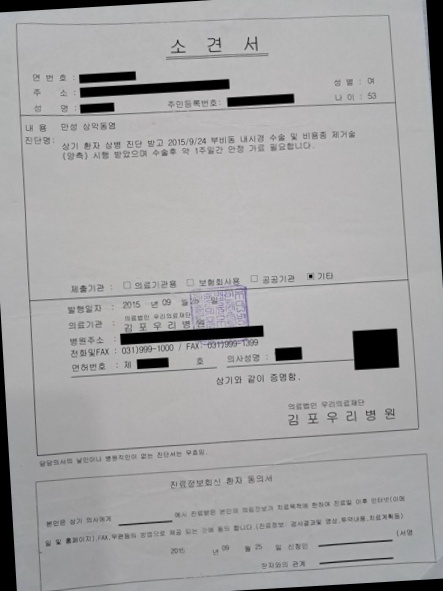 소 견 서
연 번 호 :
주 소 :
성 별 : 여
성 명 :
주민등록번호:
나 이 : 53
내 용 만성 상악동염
진단명:
상기 환자 상병 진단 받고 2015/9/24 부비동 내시경 수술 및 비용종 제거술
(양측) 시행 받았으며 수술후 약 1주일간 안정 가료 필요합니다.
제출기관 : □ 의료기관용 □ 보험회사용 □ 공공기관 ■ 기타
발행일자 : 2015 년 09 월 일
의료법인 우리의료재단
의료기관 : 김 포 우 리 병 원
병원주소
전화및FAX : 031)999-1000 / FAX 031)999-1399
면허번호 : 제 호 의사성명 :
상기와 같이 증명함.
의료법인 우리의료재단
김 포 우 리 병 원
담당의사의 날인이나 병원직인이 없는 진단서는 무효임.
진료정보회신 환자 동의서
본인은 상기 의사에게 에서 진료받은 본인의 의료정보가 치료목적에 한하여 진료일 이후 인터넷(이메
일 및 홈페이지),FAX,우편등의 방법으로 제공 되는 것에 동의 합니다.(진료정보 : 검사결과및 영상,투약내용,치료계획등)
2015 년 09 월 25 일 신청인 (서명
환자와의 관계